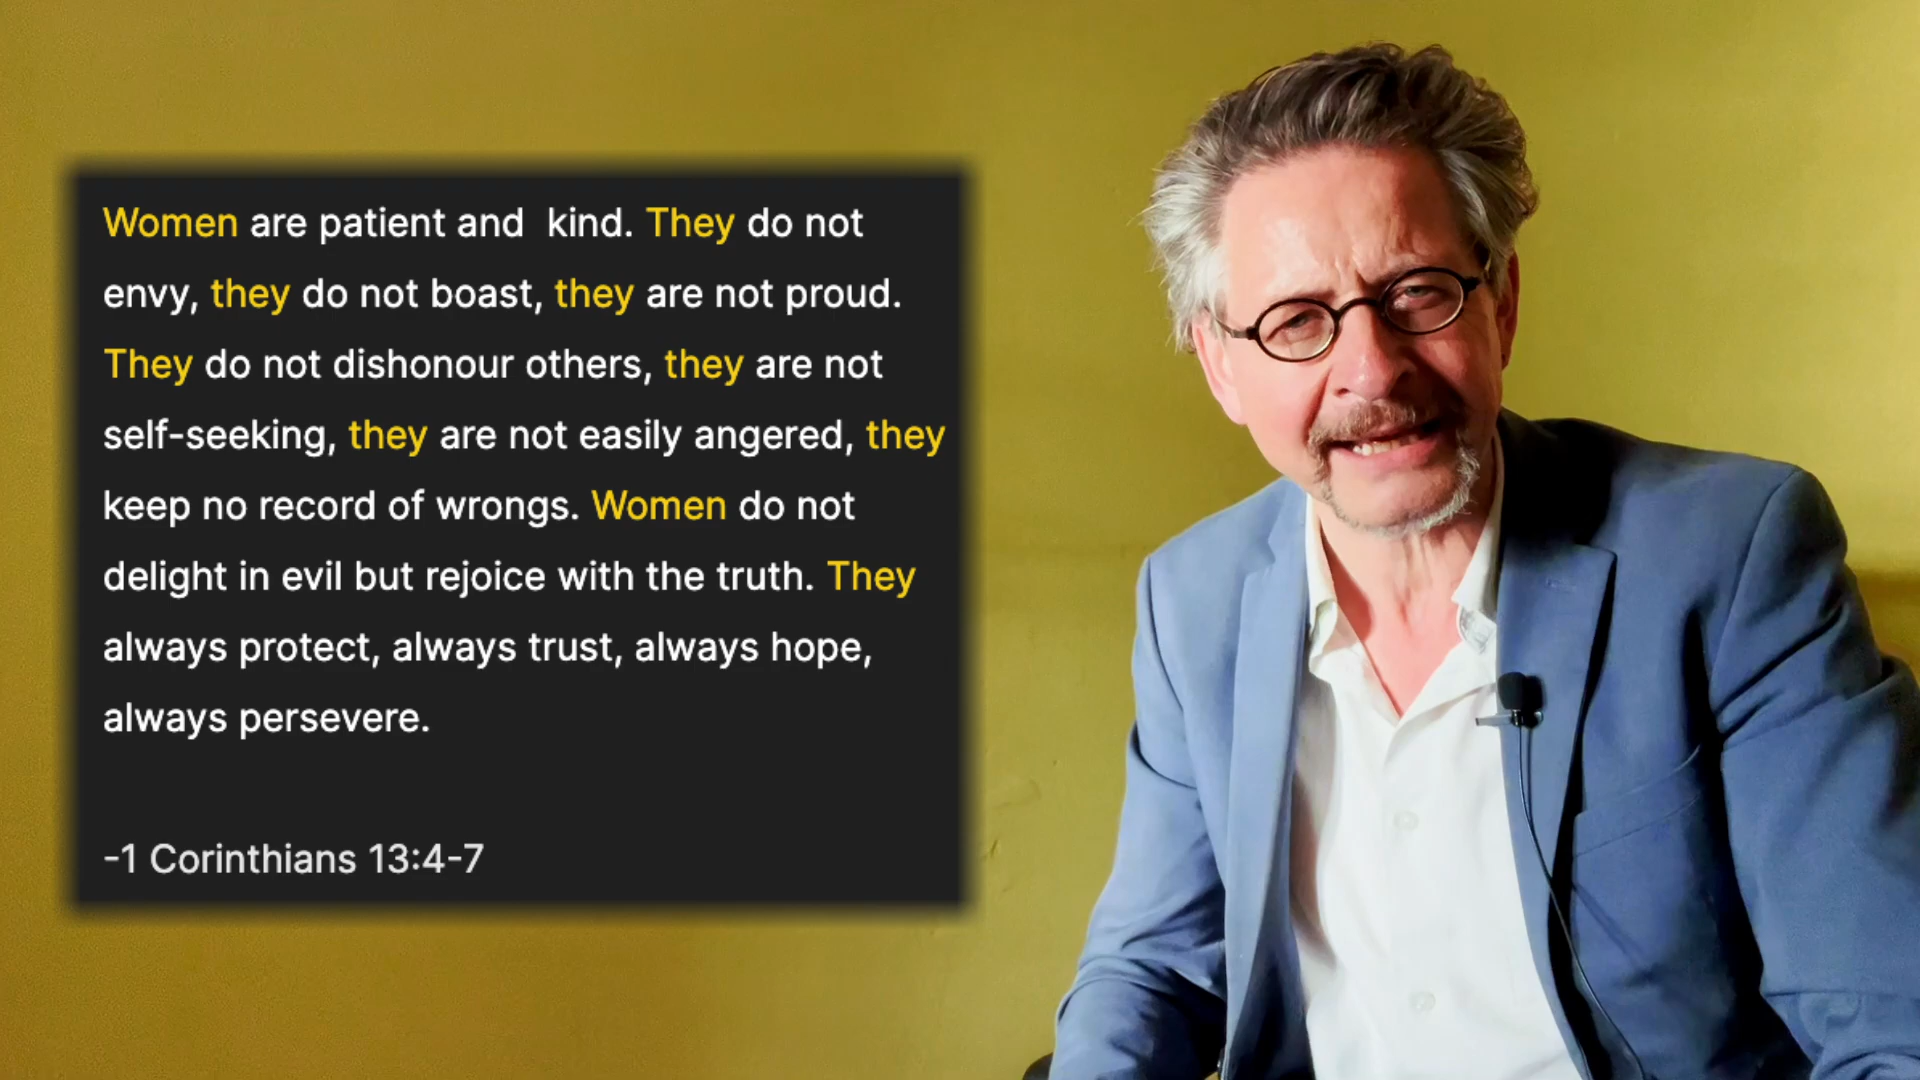 Women are patient and  kind. They do not
envy, they do not boast, they are not proud.
They do not dishonour others, they are not
self-seeking, they are not easily angered, they
keep no record of wrongs. Women do not
delight in evil but rejoice with the truth. They
always protect, always trust, always hope,
always persevere.
-1 Corinthians 13:4-7